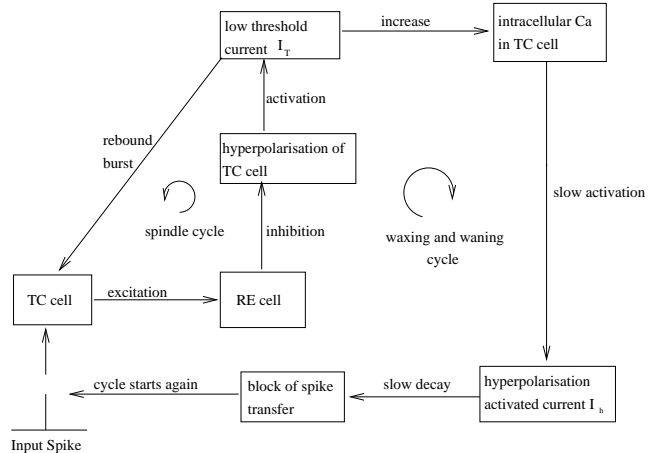 low threshold
current I_T
increase
intracellular Ca
in TC cell
activation
rebound
burst
hyperpolarisation of
TC cell
slow activation
spindle cycle
inhibition
waxing and waning
cycle
TC cell
excitation
RE cell
cycle starts again
block of spike
transfer
slow decay
hyperpolarisation
activated current I_h
Input Spike